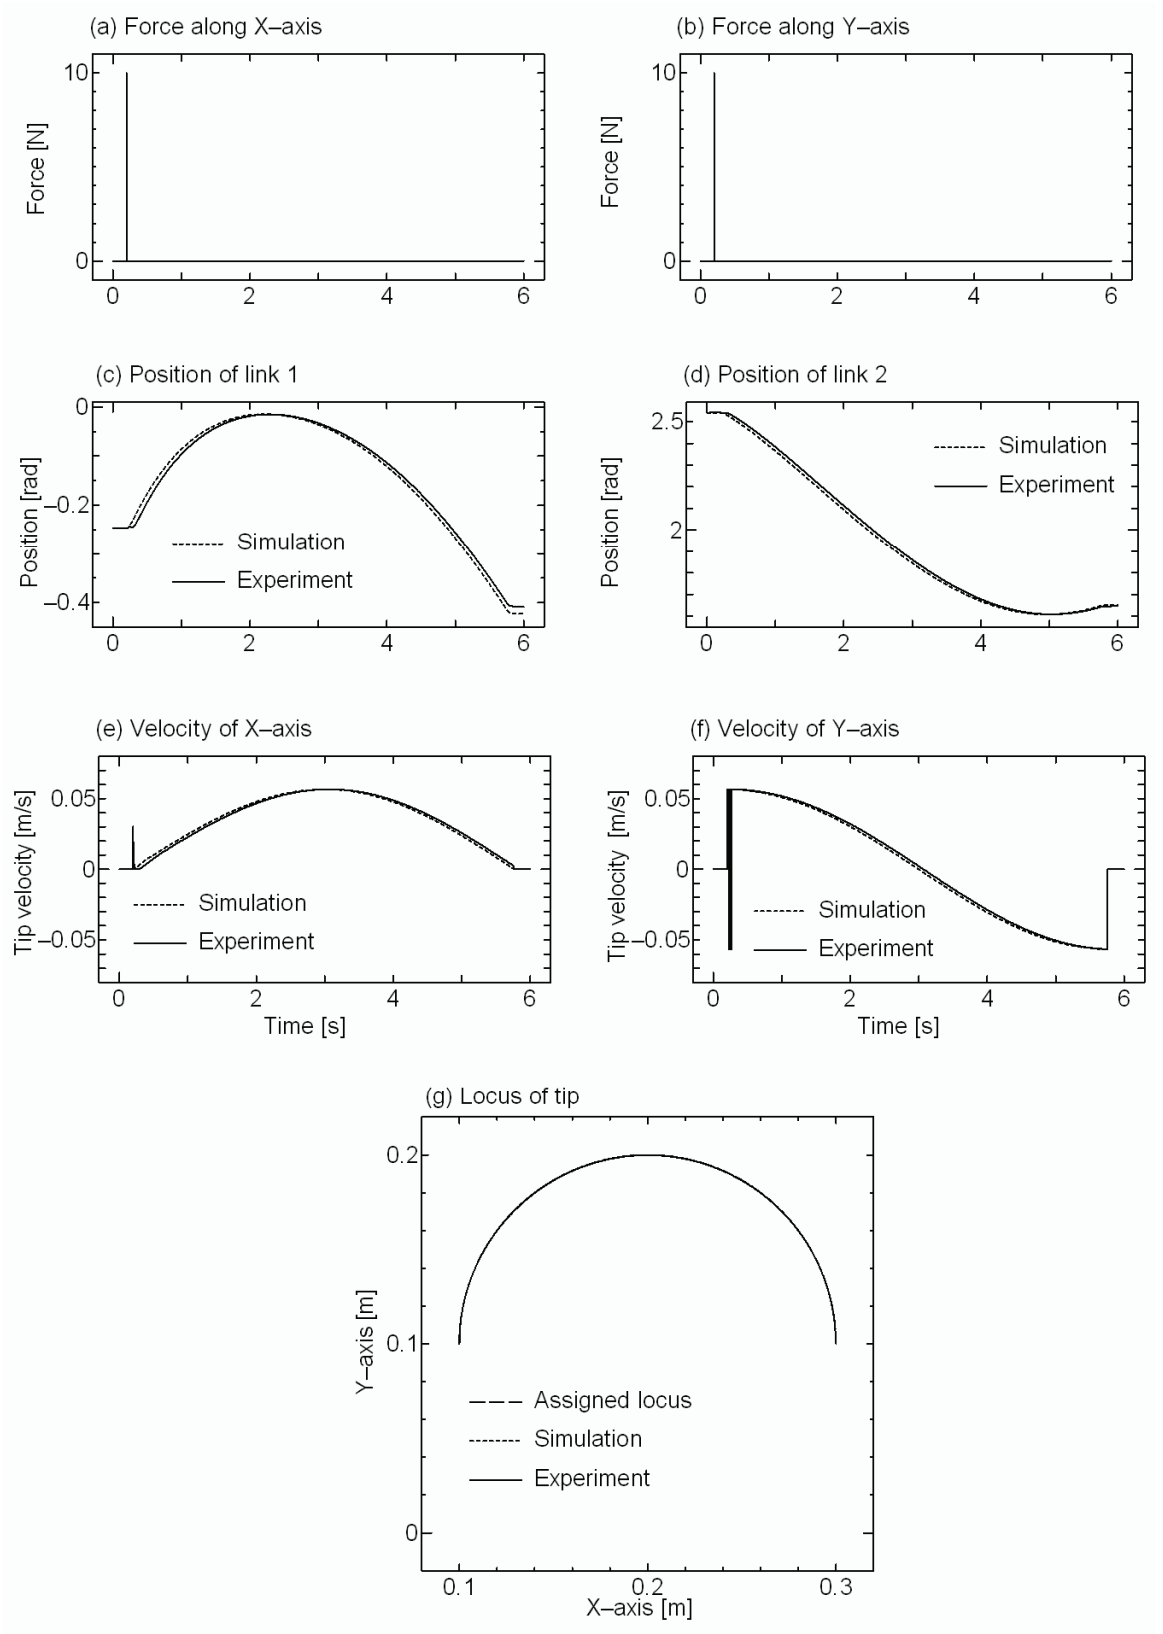 (a) Force along X–axis
(b) Force along Y–axis
10
0
Force [N]
0 2 4 6
10
0
Force [N]
0 2 4 6
(c) Position of link 1
(d) Position of link 2
0
–0.2
–0.4
Position [rad]
Simulation
Experiment
0 2 4 6
2.5
2
Position [rad]
Simulation
Experiment
0 2 4 6
(e) Velocity of X–axis
(f) Velocity of Y–axis
0.05
0
–0.05
Tip velocity [m/s]
Simulation
Experiment
0 2 4 6
Time [s]
0.05
0
–0.05
Tip velocity [m/s]
Simulation
Experiment
0 2 4 6
Time [s]
(g) Locus of tip
0.2
0.1
0
Y–axis [m]
Assigned locus
Simulation
Experiment
0.1 0.2 0.3
X–axis [m]